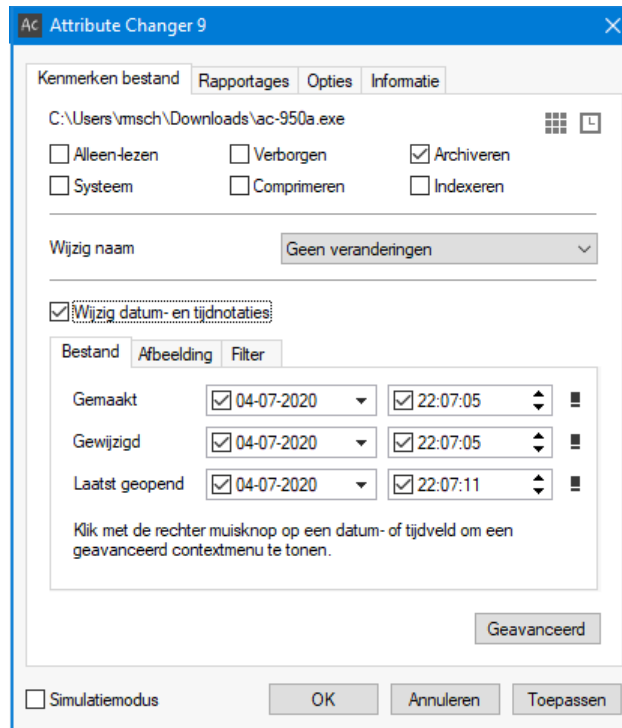 Ac Attribute Changer 9
Kenmerken bestand Rapportages Opties Informatie
C:\Users\msch\Downloads\ac-950a.exe
Alleen-lezen Verborgen Archiveren
Systeem Comprimeren Indexeren
Wijzig naam Geen veranderingen
Wijzig datum- en tijdnotaties
Bestand Afbeelding Filter
Gemaakt 04-07-2020 22:07:05
Gewijzigd 04-07-2020 22:07:05
Laatst geopend 04-07-2020 22:07:11
Klik met de rechter muisknop op een datum- of tijdveld om een
geavanceerd contextmenu te tonen.
Geavanceerd
Simulatiemodus OK Annuleren Toepassen